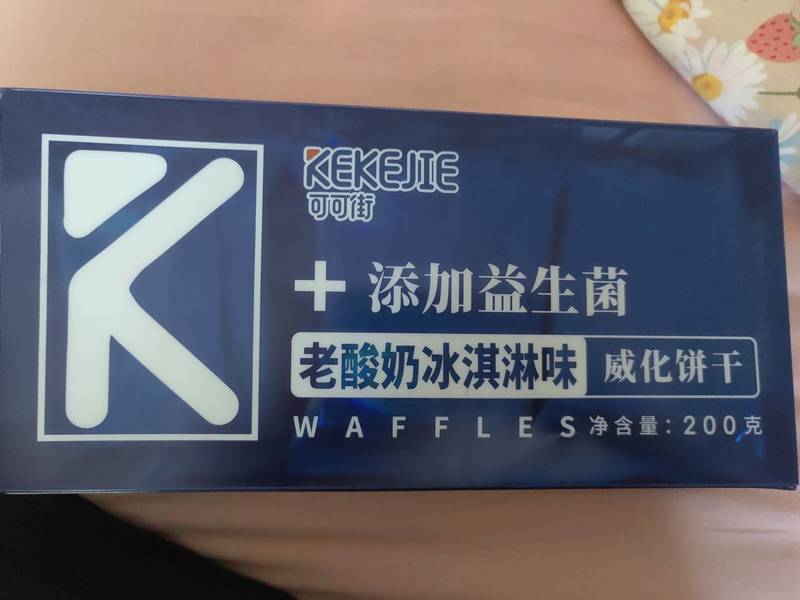 K
KEKEJIE
可可街
+ 添加益生菌
老酸奶冰淇淋味 威化饼干
WAFFLES 净含量：200克